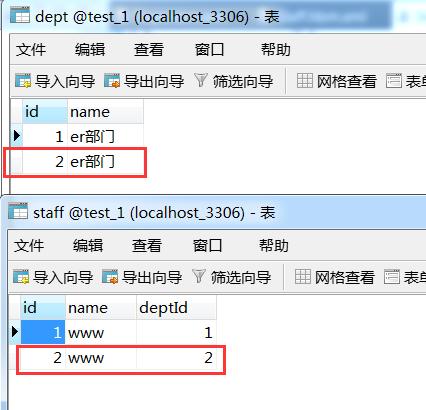 dept @test_1 (localhost_3306) - 表
文件 编辑 查看 窗口 帮助
导入向导 导出向导 筛选向导 网格查看 表单
id name
1 er部门
2 er部门
staff @test_1 (localhost_3306) - 表
文件 编辑 查看 窗口 帮助
导入向导 导出向导 筛选向导 网格查看 表
id name deptId
1 www 1
2 www 2